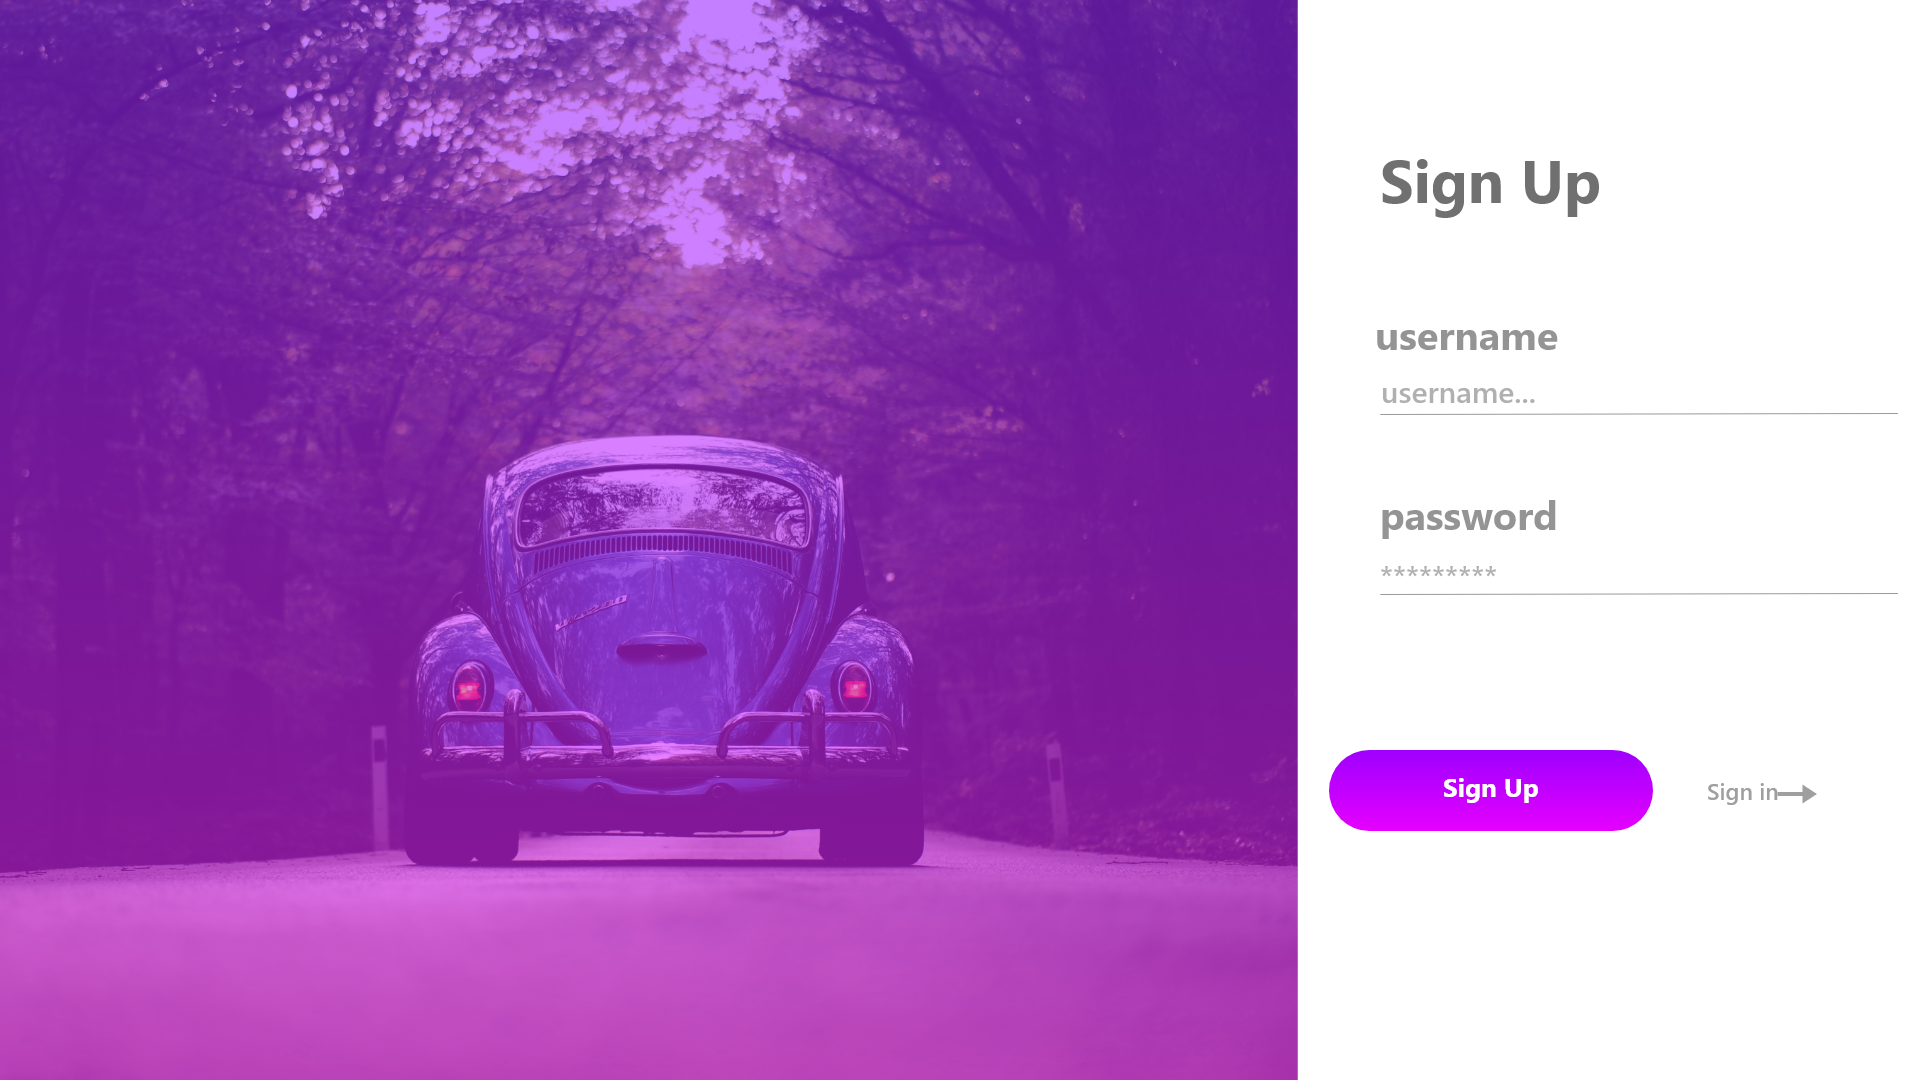 Sign Up
username
username...
password
*********
Sign Up
Sign in